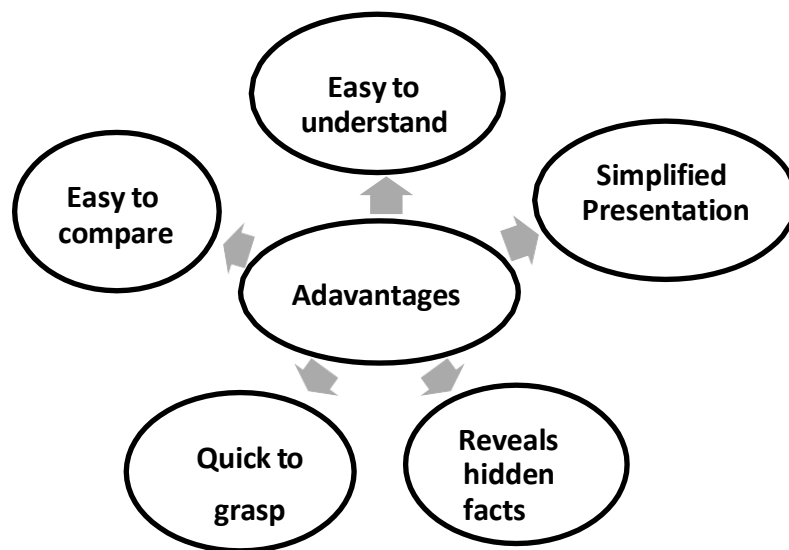 Easy to
understand
Easy to
compare
Simplified
Presentation
Adavantages
Quick to
grasp
Reveals
hidden
facts